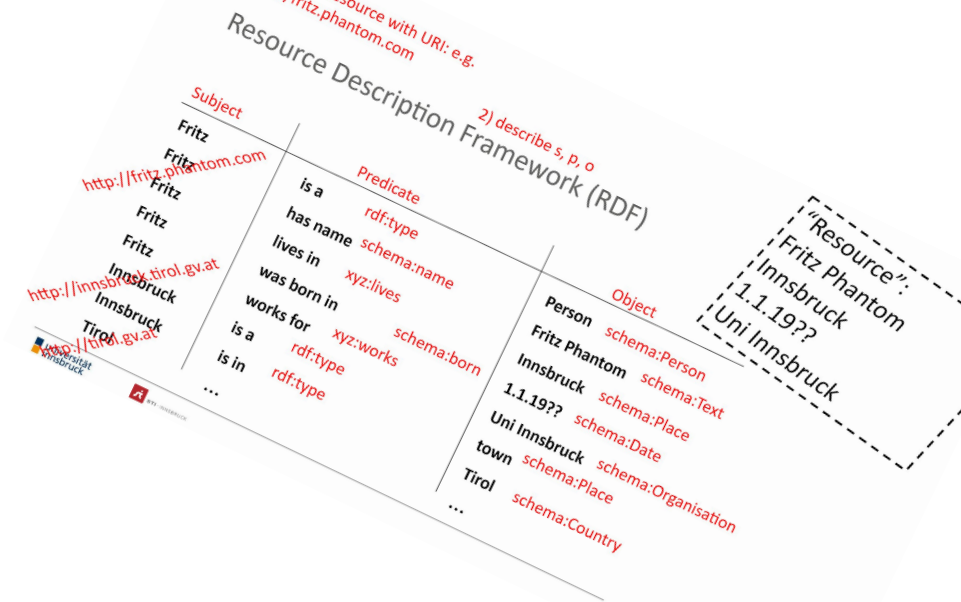 source with URI: e.g.
fritz.phantom.com
Resource Description Framework (RDF)
2) describe s, p, o
Subject
Predicate
Object
Fritz
is a
rdf:type
Person
schema:Person
Fritz
http://fritz.phantom.com
has name
schema:name
Fritz Phantom
schema:Text
Fritz
lives in
xyz:lives
Innsbruck
schema:Place
Fritz
was born in
schema:born
1.1.19??
schema:Date
Fritz
works for
xyz:works
Uni Innsbruck
schema:Organisation
Innsbruck
http://innsbruck.tirol.gv.at
is a
rdf:type
town
schema:Place
Innsbruck
is in
rdf:type
Tirol
schema:Country
Tirol
http://tirol.gv.at
...
...
"Resource":
Fritz Phantom
Innsbruck
1.1.19??
Uni Innsbruck
universität
innsbruck